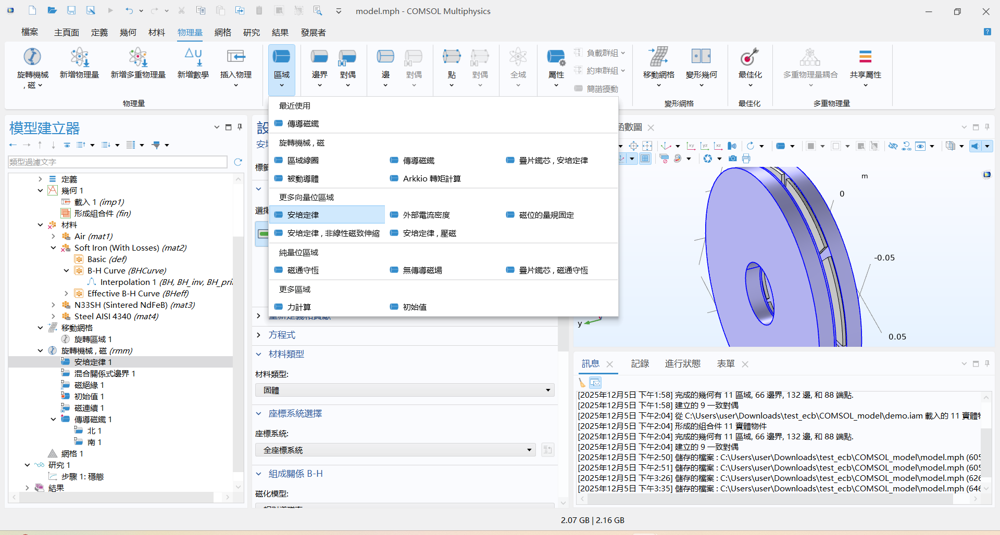 model.mph - COMSOL Multiphysics
檔案 主頁面 定義 幾何 材料 物理量 網格 研究 結果 發展者
旋轉機械 , 磁
新增物理量
新增多重物理量
新增數學
插入物理
物理量
區域
邊界
對偶
邊
對偶
點
對偶
全域
屬性
負載群組
約束群組
簡諧擾動
移動網格
變形幾何
變形網格
最佳化
最佳化
多重物理量耦合
共享屬性
多重物理量
模型建立器
類型過濾文字
定義
幾何 1
載入 1 (imp1)
形成組合件 (fin)
材料
Air (mat1)
Soft Iron (With Losses) (mat2)
Basic (def)
B-H Curve (BHCurve)
Interpolation 1 (BH, BH_inv, BH_pri
Effective B-H Curve (BHeff)
N33SH (Sintered NdFeB) (mat3)
Steel AISI 4340 (mat4)
移動網格
旋轉區域 1
旋轉機械 , 磁 (rmm)
安培定律 1
混合關係式邊界 1
磁絕緣 1
初始值 1
磁連續 1
傳導磁鐵 1
北 1
南 1
網格 1
研究 1
步驟 1: 穩態
結果
最近使用
傳導磁鐵
旋轉機械 , 磁
區域線圈 傳導磁鐵 疊片鐵芯 , 安培定律
被動導體 Arkkio 轉矩計算
更多向量位區域
安培定律 外部電流密度 磁位的量規固定
安培定律 , 非線性磁致伸縮 安培定律 , 壓磁
純量位區域
磁通守恆 無傳導磁場 疊片鐵芯 , 磁通守恆
更多區域
力計算 初始值
方程式
材料類型
材料類型:
固體
座標系統選擇
座標系統:
全座標系統
組成關係 B-H
磁化模型:
函數圖
m
0
-0.05
0.05
y
訊息 記錄 進行狀態 表單
[2025年12月5日 下午1:58] 完成的幾何有 11 區域, 66 邊界, 132 邊, 和 88 端點.
[2025年12月5日 下午1:58] 建立的 9 一致對偶
[2025年12月5日 下午2:04] 從 C:\Users\user\Downloads\test_ecb\COMSOL_model\demo.iam 載入的 11 實體物
[2025年12月5日 下午2:04] 形成的組合件 11 實體物件
[2025年12月5日 下午2:04] 完成的幾何有 11 區域, 66 邊界, 132 邊, 和 88 端點.
[2025年12月5日 下午2:04] 建立的 9 一致對偶
[2025年12月5日 下午2:50] 儲存的檔案 : C:\Users\user\Downloads\test_ecb\COMSOL_model\model.mph (605
[2025年12月5日 下午2:51] 儲存的檔案 : C:\Users\user\Downloads\test_ecb\COMSOL_model\model.mph (605
[2025年12月5日 下午3:26] 儲存的檔案 : C:\Users\user\Downloads\test_ecb\COMSOL_model\model.mph (626
[2025年12月5日 下午3:35] 儲存的檔案 : C:\Users\user\Downloads\test_ecb\COMSOL_model\model.mph (646
2.07 GB | 2.16 GB